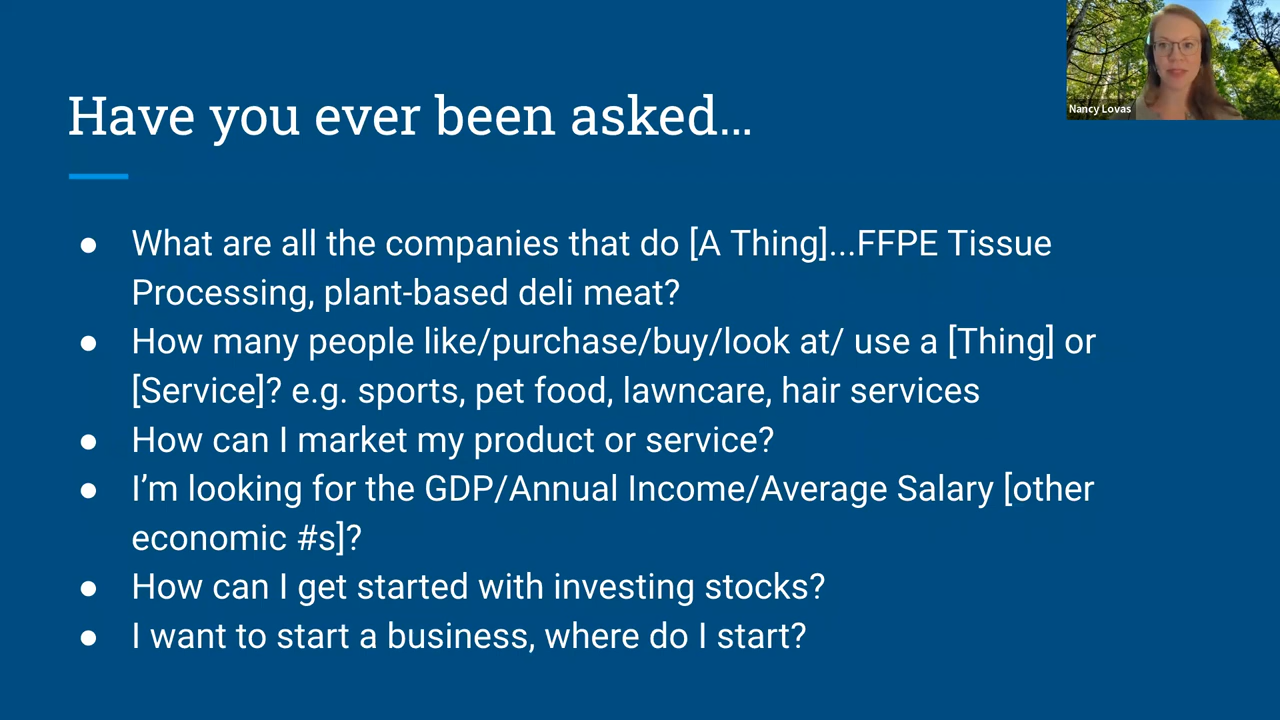 Have you ever been asked...
Nancy Lovas
● What are all the companies that do [A Thing]...FFPE Tissue
Processing, plant-based deli meat?
● How many people like/purchase/buy/look at/ use a [Thing] or
[Service]? e.g. sports, pet food, lawncare, hair services
● How can I market my product or service?
● I’m looking for the GDP/Annual Income/Average Salary [other
economic #s]?
● How can I get started with investing stocks?
● I want to start a business, where do I start?